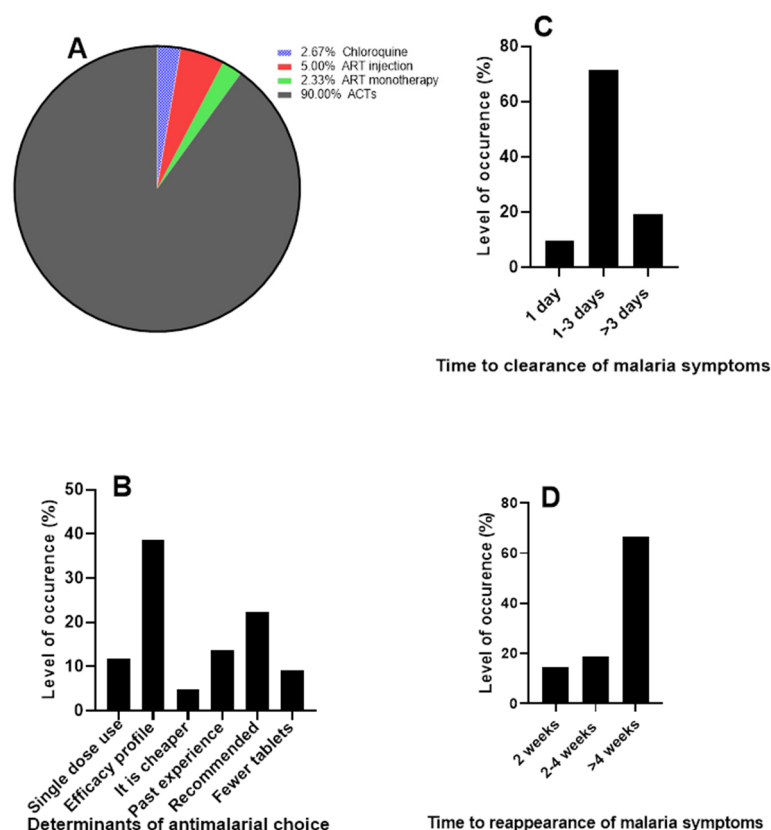 A
2.67% Chloroquine
5.00% ART injection
2.33% ART monotherapy
90.00% ACTs
C
Level of occurence (%)
80
60
40
20
0
1 day
1-3 days
>3 days
Time to clearance of malaria symptoms
B
Level of occurence (%)
50
40
30
20
10
0
Single dose use
Efficacy profile
It is cheaper
Past experience
Recommended
Fewer tablets
Determinants of antimalarial choice
D
Level of occurence (%)
80
60
40
20
0
2 weeks
2-4 weeks
>4 weeks
Time to reappearance of malaria symptoms